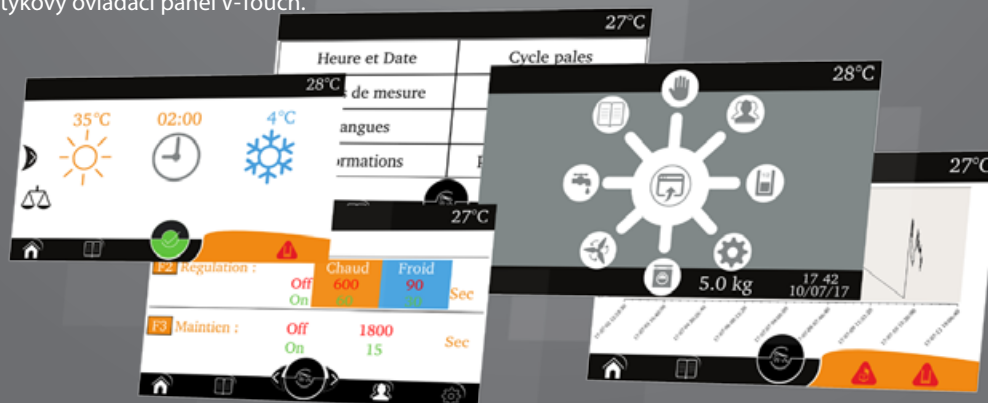 tykový ovládací panel V-Touch.
27°C
Heure et Date
Cycle pales
de mesure
angues
ormations
28°C
35°C
02:00
4°C
28°C
5.0 kg
17 42
10/07/17
27°C
27°C
F2 Régulation :
Chaud
Froid
Off
600
90
On
60
Sec
F3 Maintien :
Off
1800
Sec
On
15